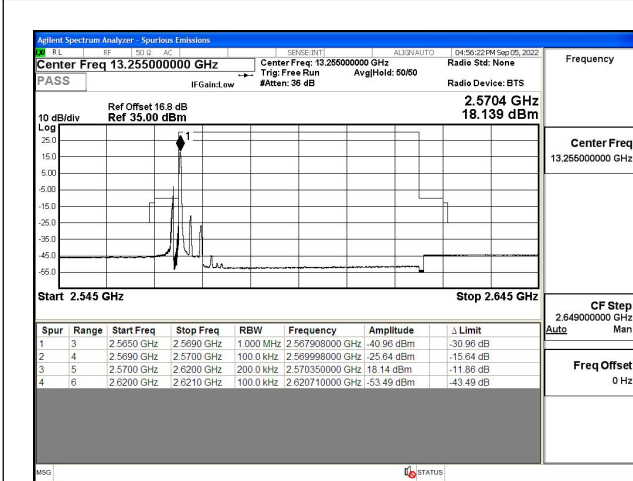 Agilent Spectrum Analyzer - Spurious Emissions
LXI RL RF 50 Ω AC SENSE:INT ALIGNAUTO 04:56:22 PM Sep 05, 2022
Center Freq 13.255000000 GHz
Center Freq: 13.255000000 GHz Radio Std: None
Trig: Free Run Avg|Hold: 50/50
PASS IFGain:Low #Atten: 36 dB Radio Device: BTS
Frequency
Ref Offset 16.8 dB
10 dB/div Ref 35.00 dBm
2.5704 GHz
18.139 dBm
Log
1
25.0
15.0
5.00
-5.00
-15.0
-25.0
-35.0
-45.0
-55.0
Start 2.545 GHz Stop 2.645 GHz
Center Freq
13.255000000 GHz
CF Step
2.649000000 GHz
Auto Man
Freq Offset
0 Hz
Spur Range Start Freq Stop Freq RBW Frequency Amplitude Δ Limit
1 3 2.5650 GHz 2.5690 GHz 1.000 MHz 2.567908000 GHz -40.96 dBm -30.96 dB
2 4 2.5690 GHz 2.5700 GHz 100.0 kHz 2.569998000 GHz -25.64 dBm -15.64 dB
3 5 2.5700 GHz 2.6200 GHz 200.0 kHz 2.570350000 GHz 18.14 dBm -11.86 dB
4 6 2.6200 GHz 2.6210 GHz 100.0 kHz 2.620710000 GHz -53.49 dBm -43.49 dB
MSG STATUS